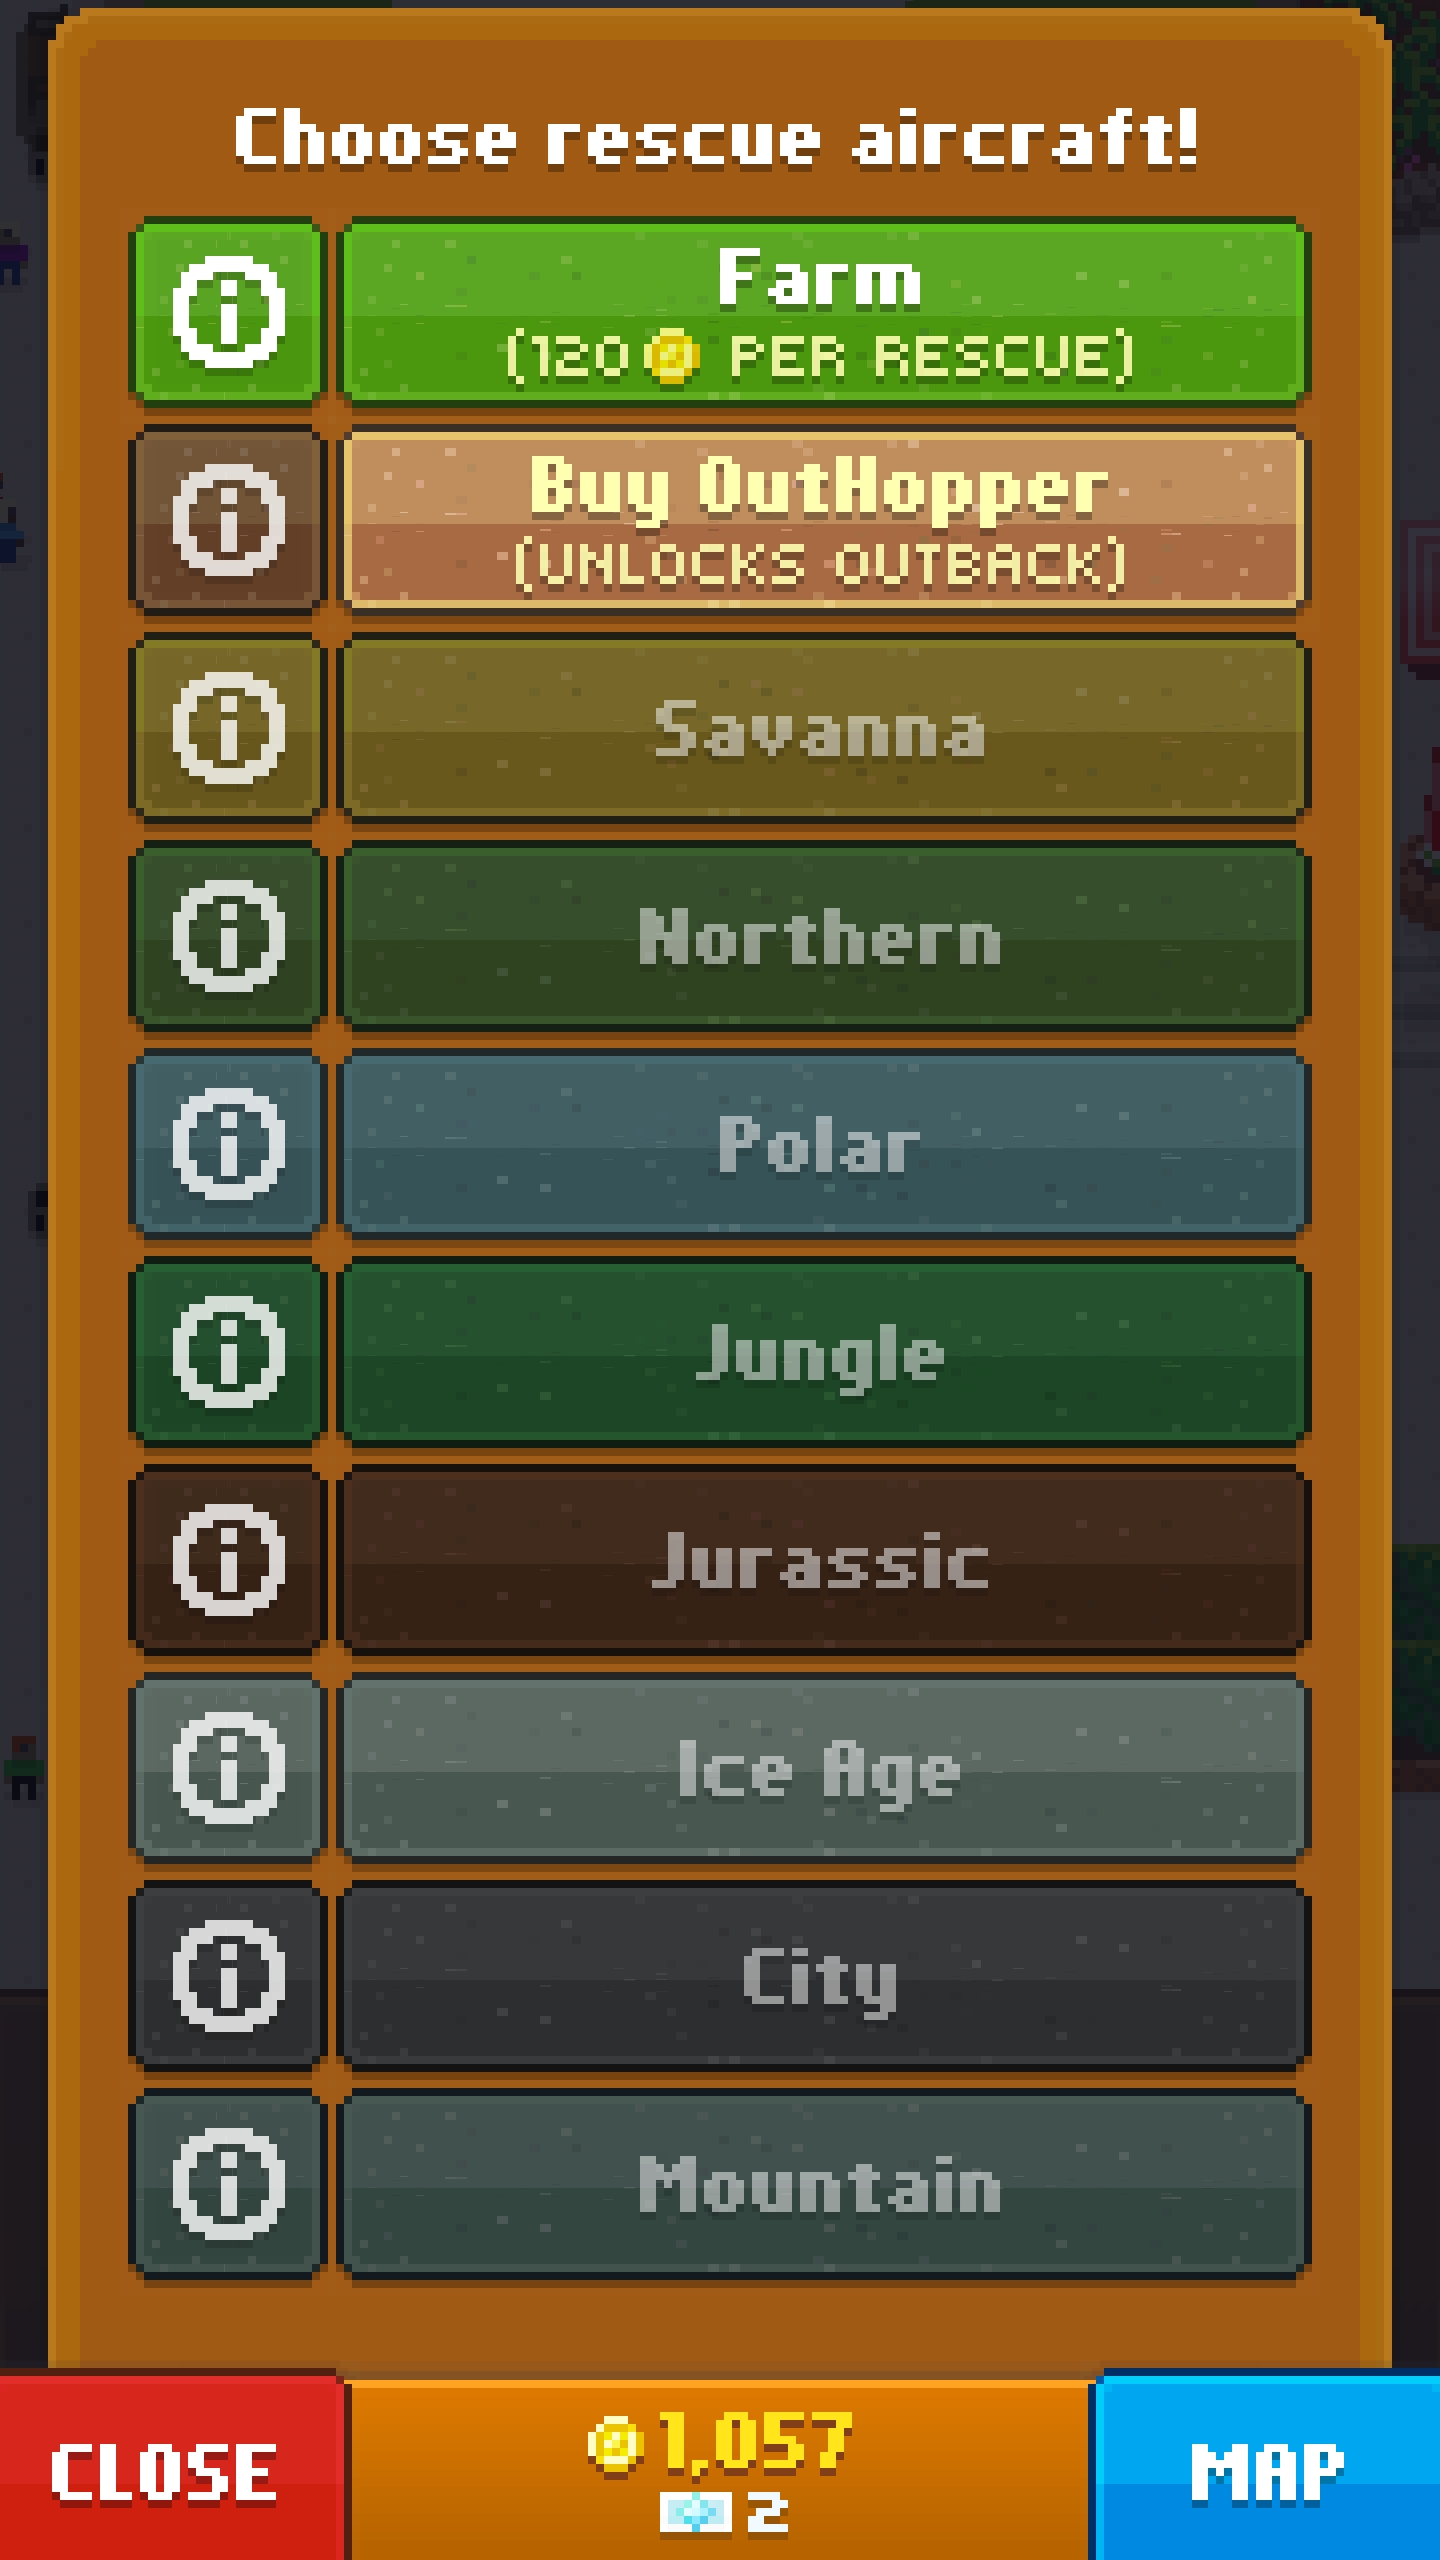 Choose rescue aircraft!
Farm
(120 PER RESCUE)
Buy OutHopper
(UNLOCKS OUTBACK)
Savanna
Northern
Polar
Jungle
Jurassic
Ice Age
City
Mountain
CLOSE
1,057
2
MAP